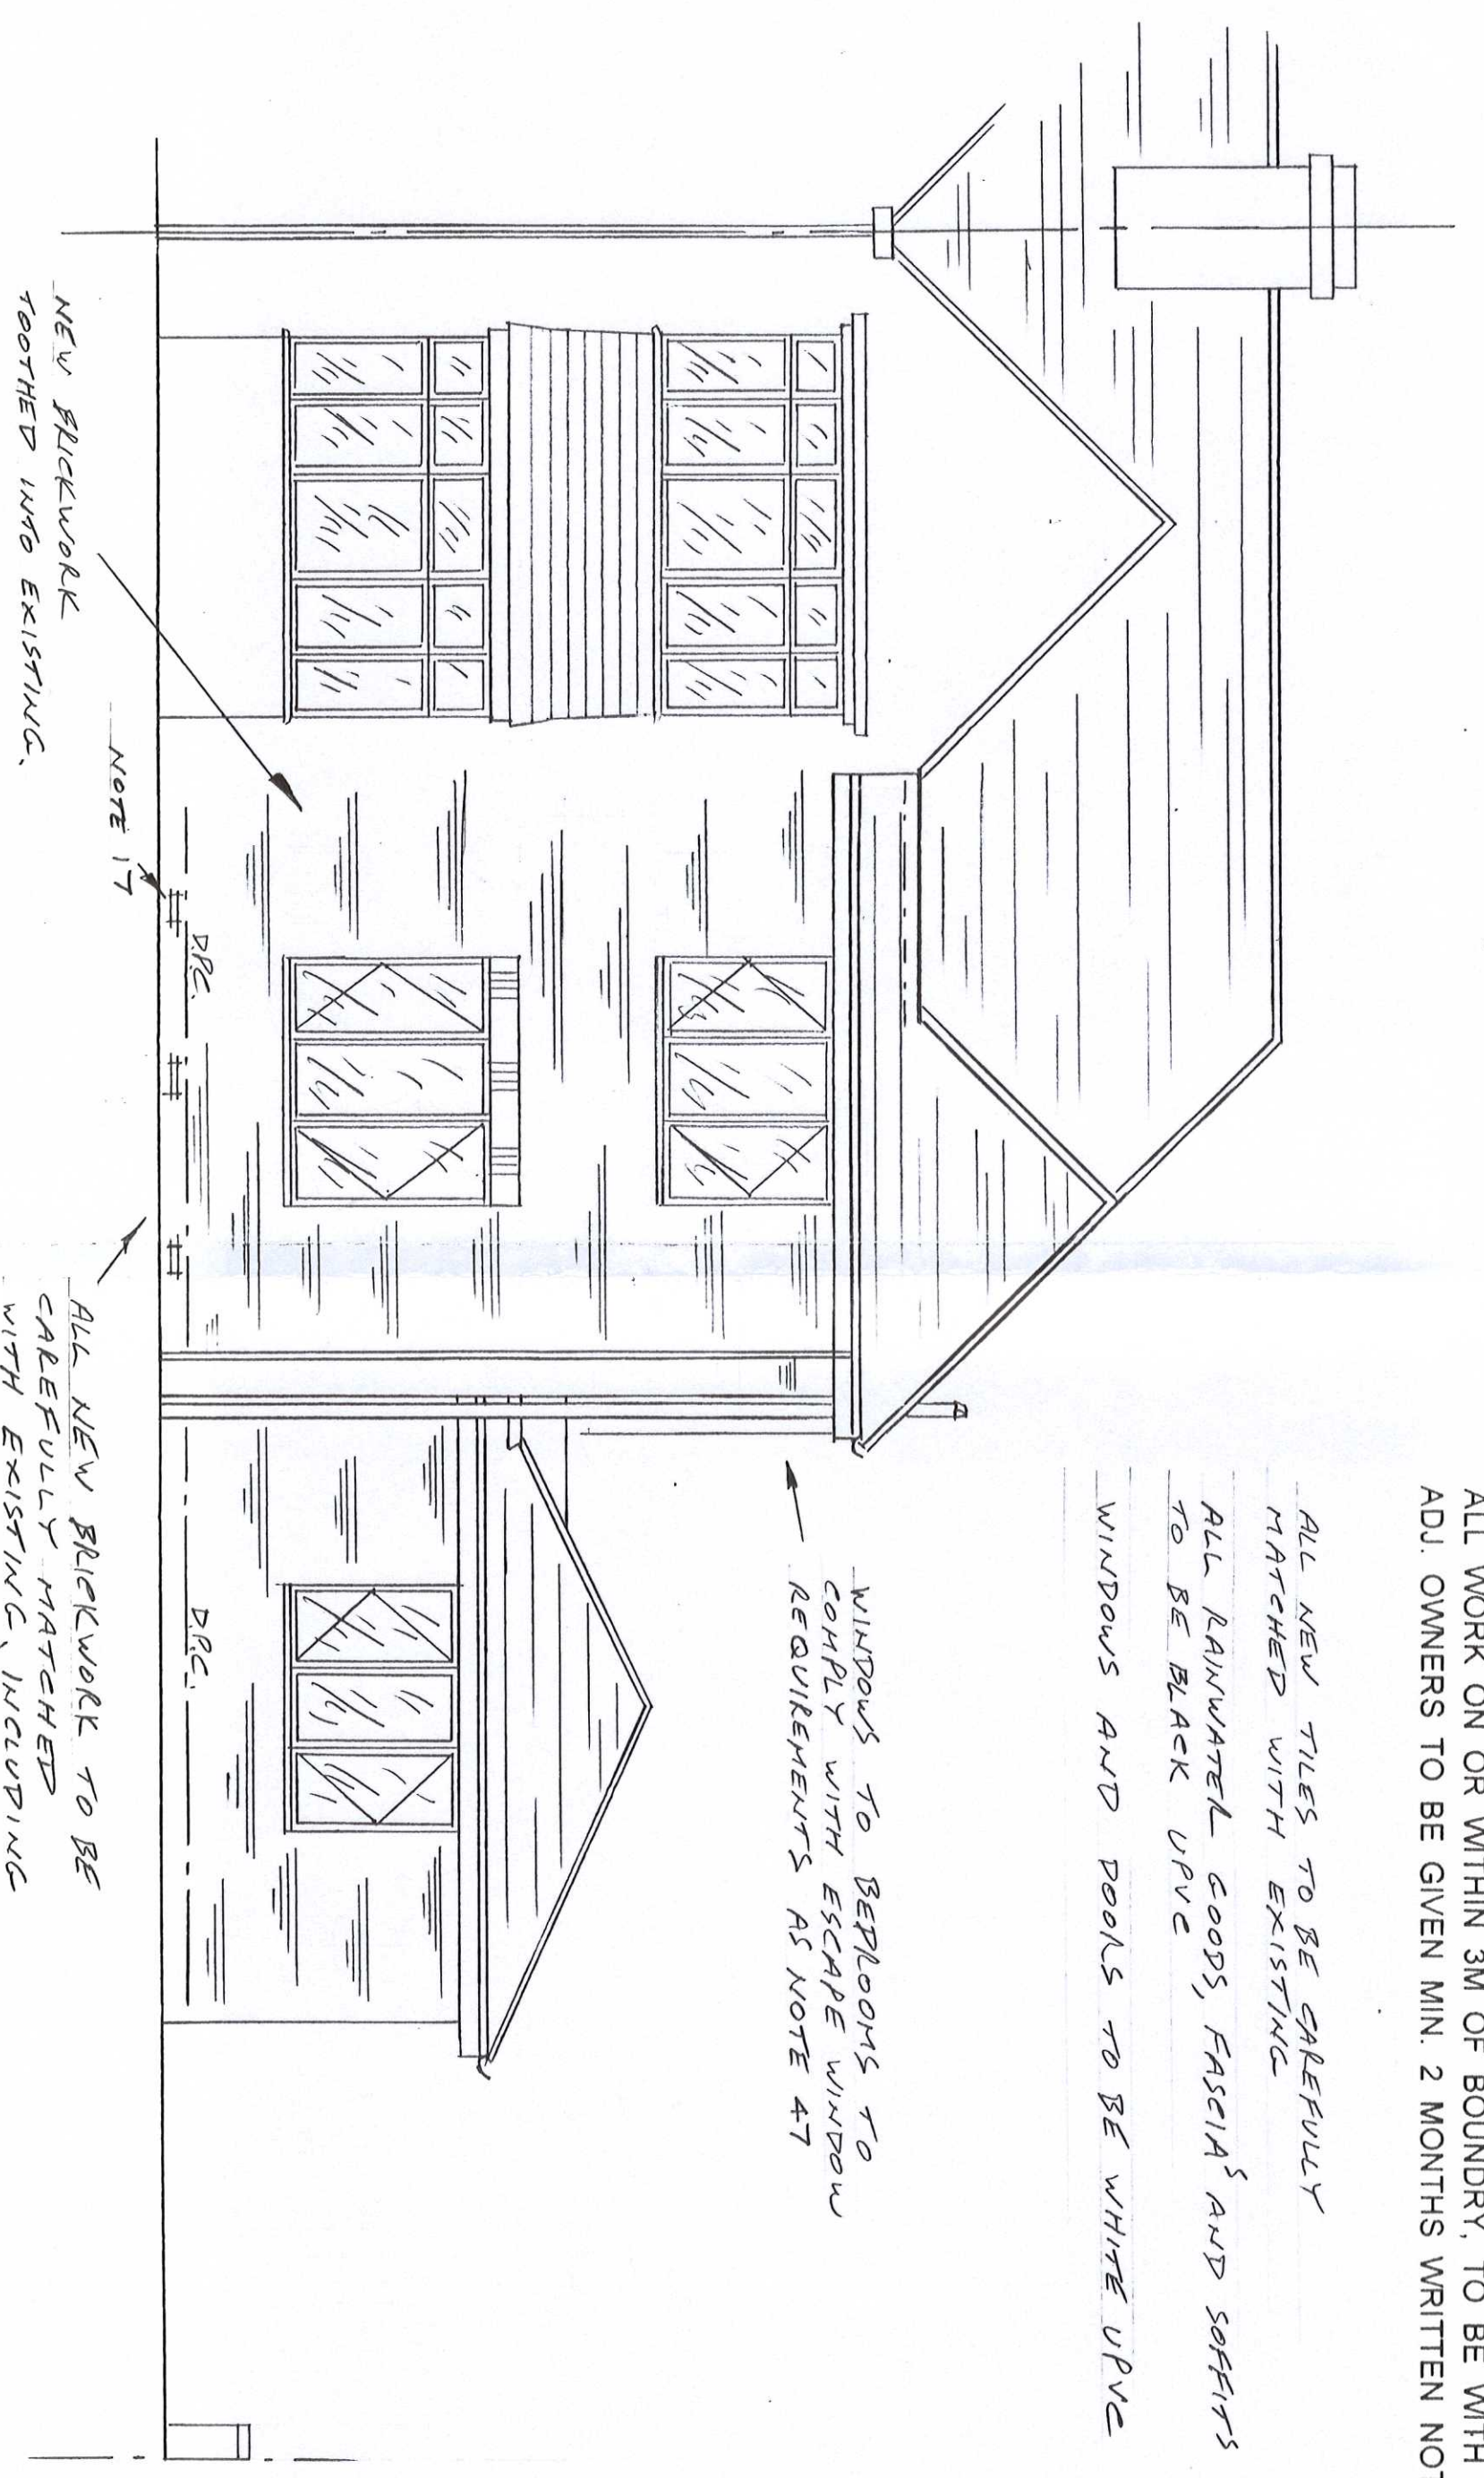 ALL WORK ON OR WITHIN 3M OF BOUNDRY, TO BE WITH
ADJ. OWNERS TO BE GIVEN MIN. 2 MONTHS WRITTEN NOT
ALL NEW TILES TO BE CAREFULLY
MATCHED WITH EXISTING
ALL RAINWATER GOODS, FASCIAS AND SOFFITS
TO BE BLACK UPVC
WINDOWS AND DOORS TO BE WHITE UPVC
WINDOWS TO BEDROOMS TO
COMPLY WITH ESCAPE WINDOW
REQUIREMENTS AS NOTE 47
D.P.C.
D.P.C.
NOTE 17
NEW BRICKWORK
TOOTHED INTO EXISTING.
ALL NEW BRICKWORK TO BE
CAREFULLY MATCHED
WITH EXISTING, INCLUDING